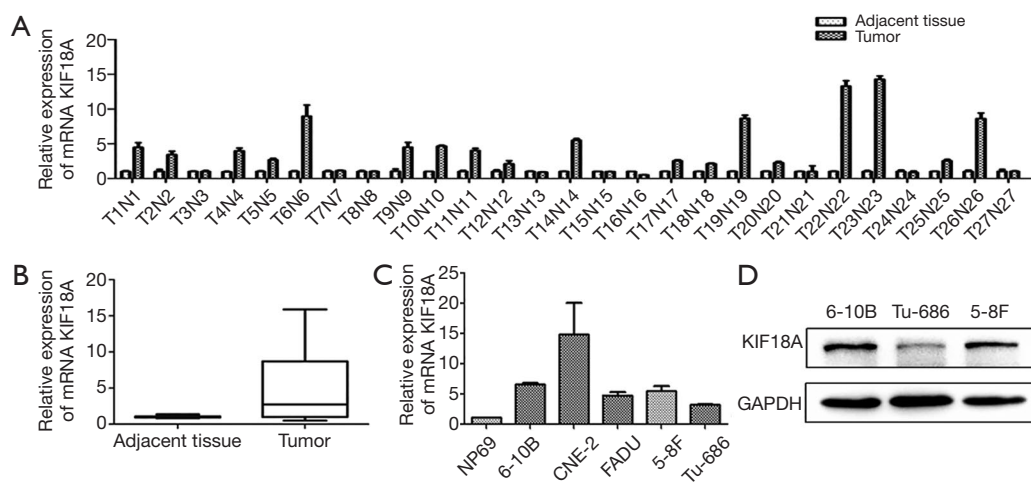 A
Relative expression
of mRNA KIF18A
20
15
10
5
0
Adjacent tissue
Tumor
T1N1
T2N2
T3N3
T4N4
T5N5
T6N6
T7N7
T8N8
T9N9
T10N10
T11N11
T12N12
T13N13
T14N14
T15N15
T16N16
T17N17
T18N18
T19N19
T20N20
T21N21
T22N22
T23N23
T24N24
T25N25
T26N26
T27N27
B
Relative expression
of mRNA KIF18A
20
15
10
5
0
Adjacent tissue
Tumor
C
Relative expression
of mRNA KIF18A
25
20
15
10
5
0
NP69
6-10B
CNE-2
FADU
5-8F
Tu-686
D
6-10B Tu-686 5-8F
KIF18A
GAPDH